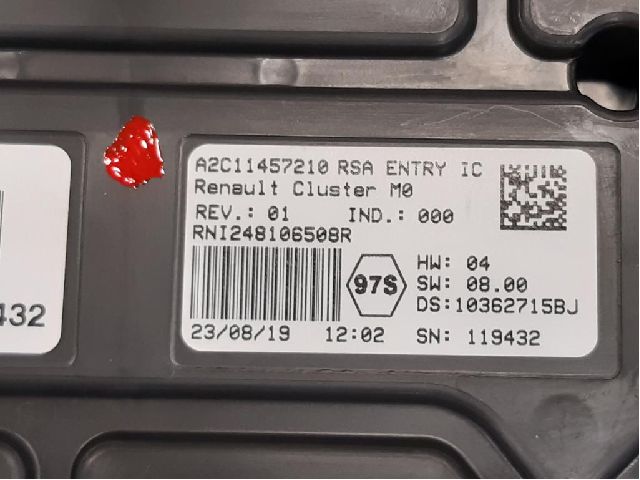 A2C11457210 RSA ENTRY IC
Renault Cluster M0
REV.: 01 IND.: 000
RNI248106508R
97S
HW: 04
SW: 08.00
DS:10362715BJ
23/08/19 12:02 SN: 119432
432